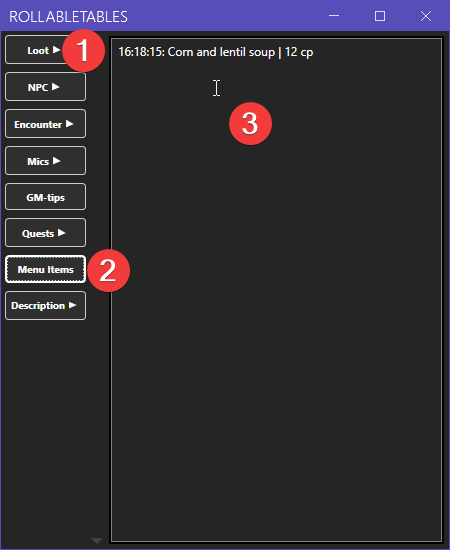 ROLLABLETABLES
Loot ▶
1
16:18:15: Corn and lentil soup | 12 cp
NPC ▶
Encounter ▶
3
Mics ▶
GM-tips
Quests ▶
Menu Items
2
Description ▶